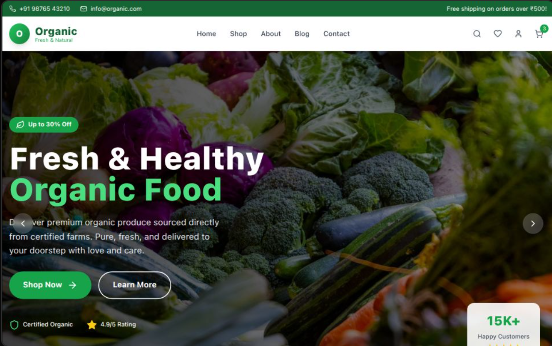 +91 98765 43210 info@organic.com Free shipping on orders over ₹500!
O Organic
Fresh & Natural
Home Shop About Blog Contact
3
Up to 30% Off
Fresh & Healthy
Organic Food
premium organic produce sourced directly
from certified farms. Pure, fresh, and delivered to
your doorstep with love and care.
Shop Now → Learn More
Certified Organic 4.9/5 Rating
15K+
Happy Customers